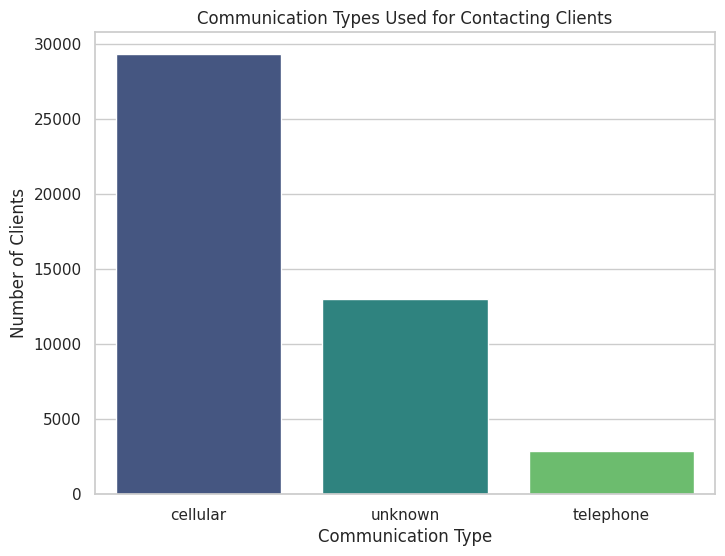 Communication Types Used for Contacting Clients
Number of Clients
30000
25000
20000
15000
10000
5000
0
cellular
unknown
telephone
Communication Type